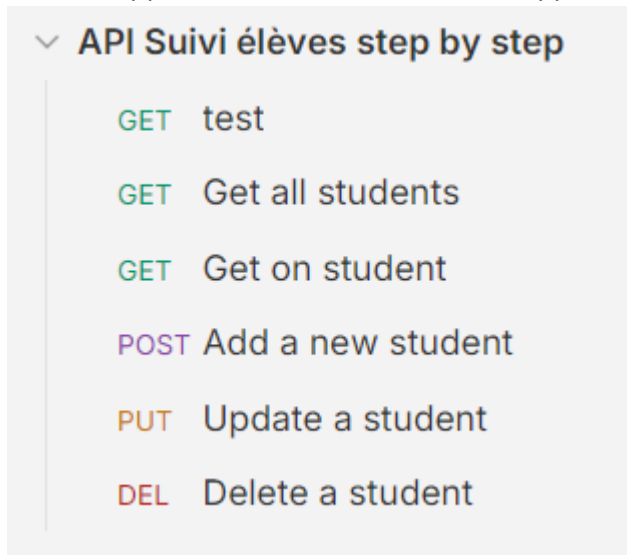 API Suivi élèves step by step
GET test
GET Get all students
GET Get on student
POST Add a new student
PUT Update a student
DEL Delete a student